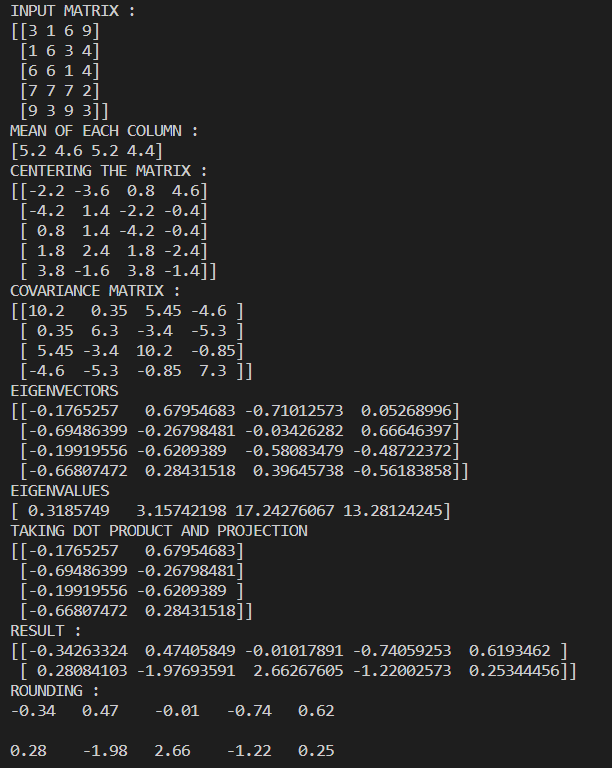 INPUT MATRIX :
[[3 1 6 9]
 [1 6 3 4]
 [6 6 1 4]
 [7 7 7 2]
 [9 3 9 3]]
MEAN OF EACH COLUMN :
[5.2 4.6 5.2 4.4]
CENTERING THE MATRIX :
[[-2.2 -3.6  0.8  4.6]
 [-4.2  1.4 -2.2 -0.4]
 [ 0.8  1.4 -4.2 -0.4]
 [ 1.8  2.4  1.8 -2.4]
 [ 3.8 -1.6  3.8 -1.4]]
COVARIANCE MATRIX :
[[10.2   0.35  5.45 -4.6 ]
 [ 0.35  6.3  -3.4  -5.3 ]
 [ 5.45 -3.4  10.2  -0.85]
 [-4.6  -5.3  -0.85  7.3 ]]
EIGENVECTORS
[[-0.1765257   0.67954683 -0.71012573  0.05268996]
 [-0.69486399 -0.26798481 -0.03426282  0.66646397]
 [-0.19919556 -0.6209389  -0.58083479 -0.48722372]
 [-0.66807472  0.28431518  0.39645738 -0.56183858]]
EIGENVALUES
[ 0.3185749   3.15742198 17.24276067 13.28124245]
TAKING DOT PRODUCT AND PROJECTION
[[-0.1765257   0.67954683]
 [-0.69486399 -0.26798481]
 [-0.19919556 -0.6209389 ]
 [-0.66807472  0.28431518]]
RESULT :
[[-0.34263324  0.47405849 -0.01017891 -0.74059253  0.6193462 ]
 [ 0.28084103 -1.97693591  2.66267605 -1.22002573  0.25344456]]
ROUNDING :
-0.34   0.47    -0.01   -0.74   0.62
0.28    -1.98   2.66    -1.22   0.25